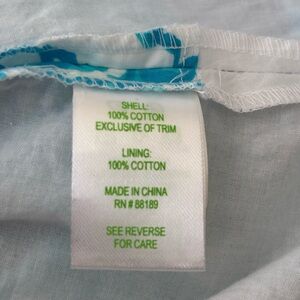 SHELL:
100% COTTON
EXCLUSIVE OF TRIM
LINING:
100% COTTON
MADE IN CHINA
RN # 88189
SEE REVERSE
FOR CARE